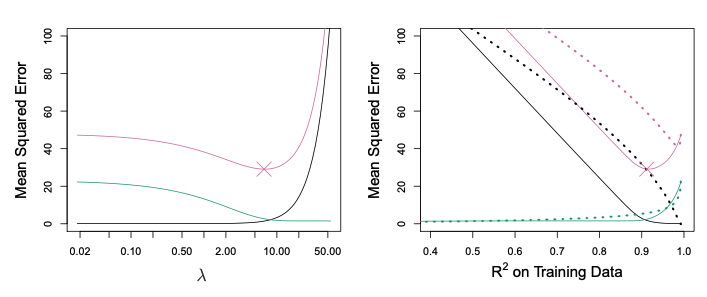 Mean Squared Error
0 20 40 60 80 100
0.02 0.10 0.50 2.00 10.00 50.00
λ
Mean Squared Error
0 20 40 60 80 100
0.4 0.5 0.6 0.7 0.8 0.9 1.0
R² on Training Data